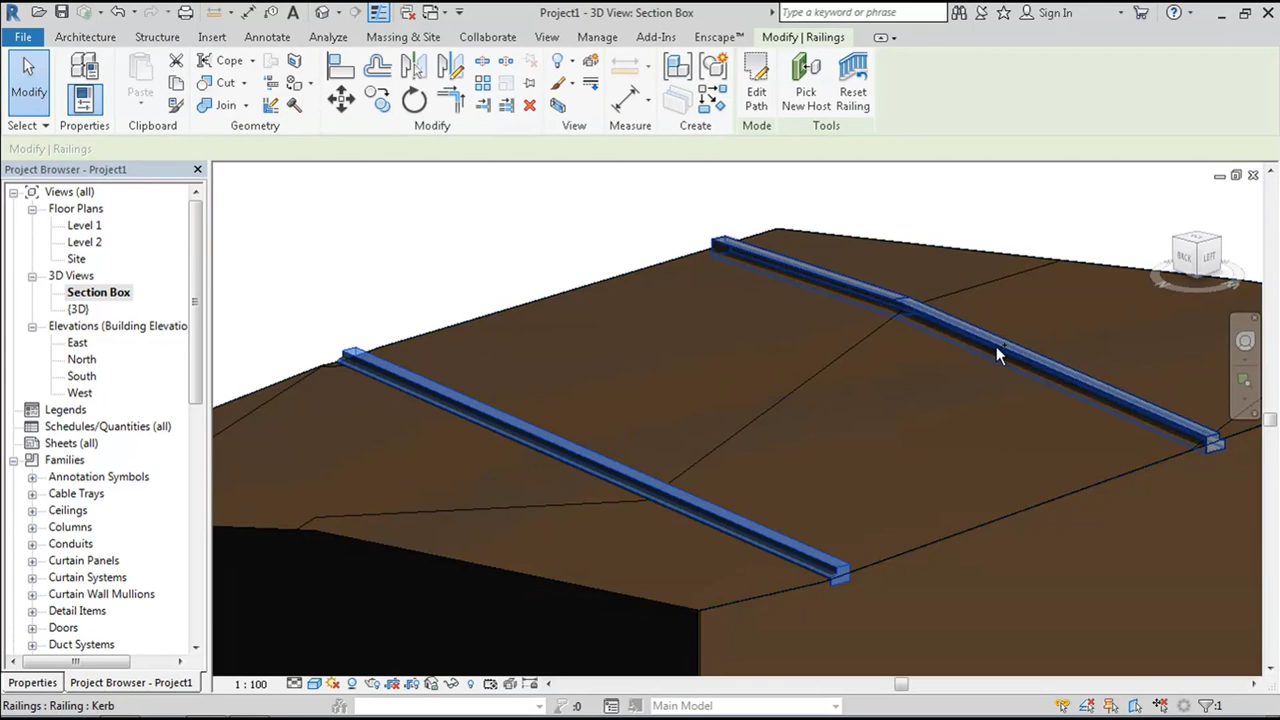 Project1 - 3D View: Section Box
Type a keyword or phrase
Sign In
File
Architecture
Structure
Insert
Annotate
Analyze
Massing & Site
Collaborate
View
Manage
Add-Ins
Enscape™
Modify | Railings
Modify
Properties
Paste
Cope
Cut
Join
Edit
Path
Pick
New Host
Reset
Railing
Select
Properties
Clipboard
Geometry
Modify
View
Measure
Create
Mode
Tools
Modify | Railings
Project Browser - Project1
Views (all)
Floor Plans
Level 1
Level 2
Site
3D Views
Section Box
{3D}
Elevations (Building Elevatio
East
North
South
West
Legends
Schedules/Quantities (all)
Sheets (all)
Families
Annotation Symbols
Cable Trays
Ceilings
Columns
Conduits
Curtain Panels
Curtain Systems
Curtain Wall Mullions
Detail Items
Doors
Duct Systems
BACK
LEFT
Properties
Project Browser - Project1
1 : 100
Railings : Railing : Kerb
:0
Main Model
:1